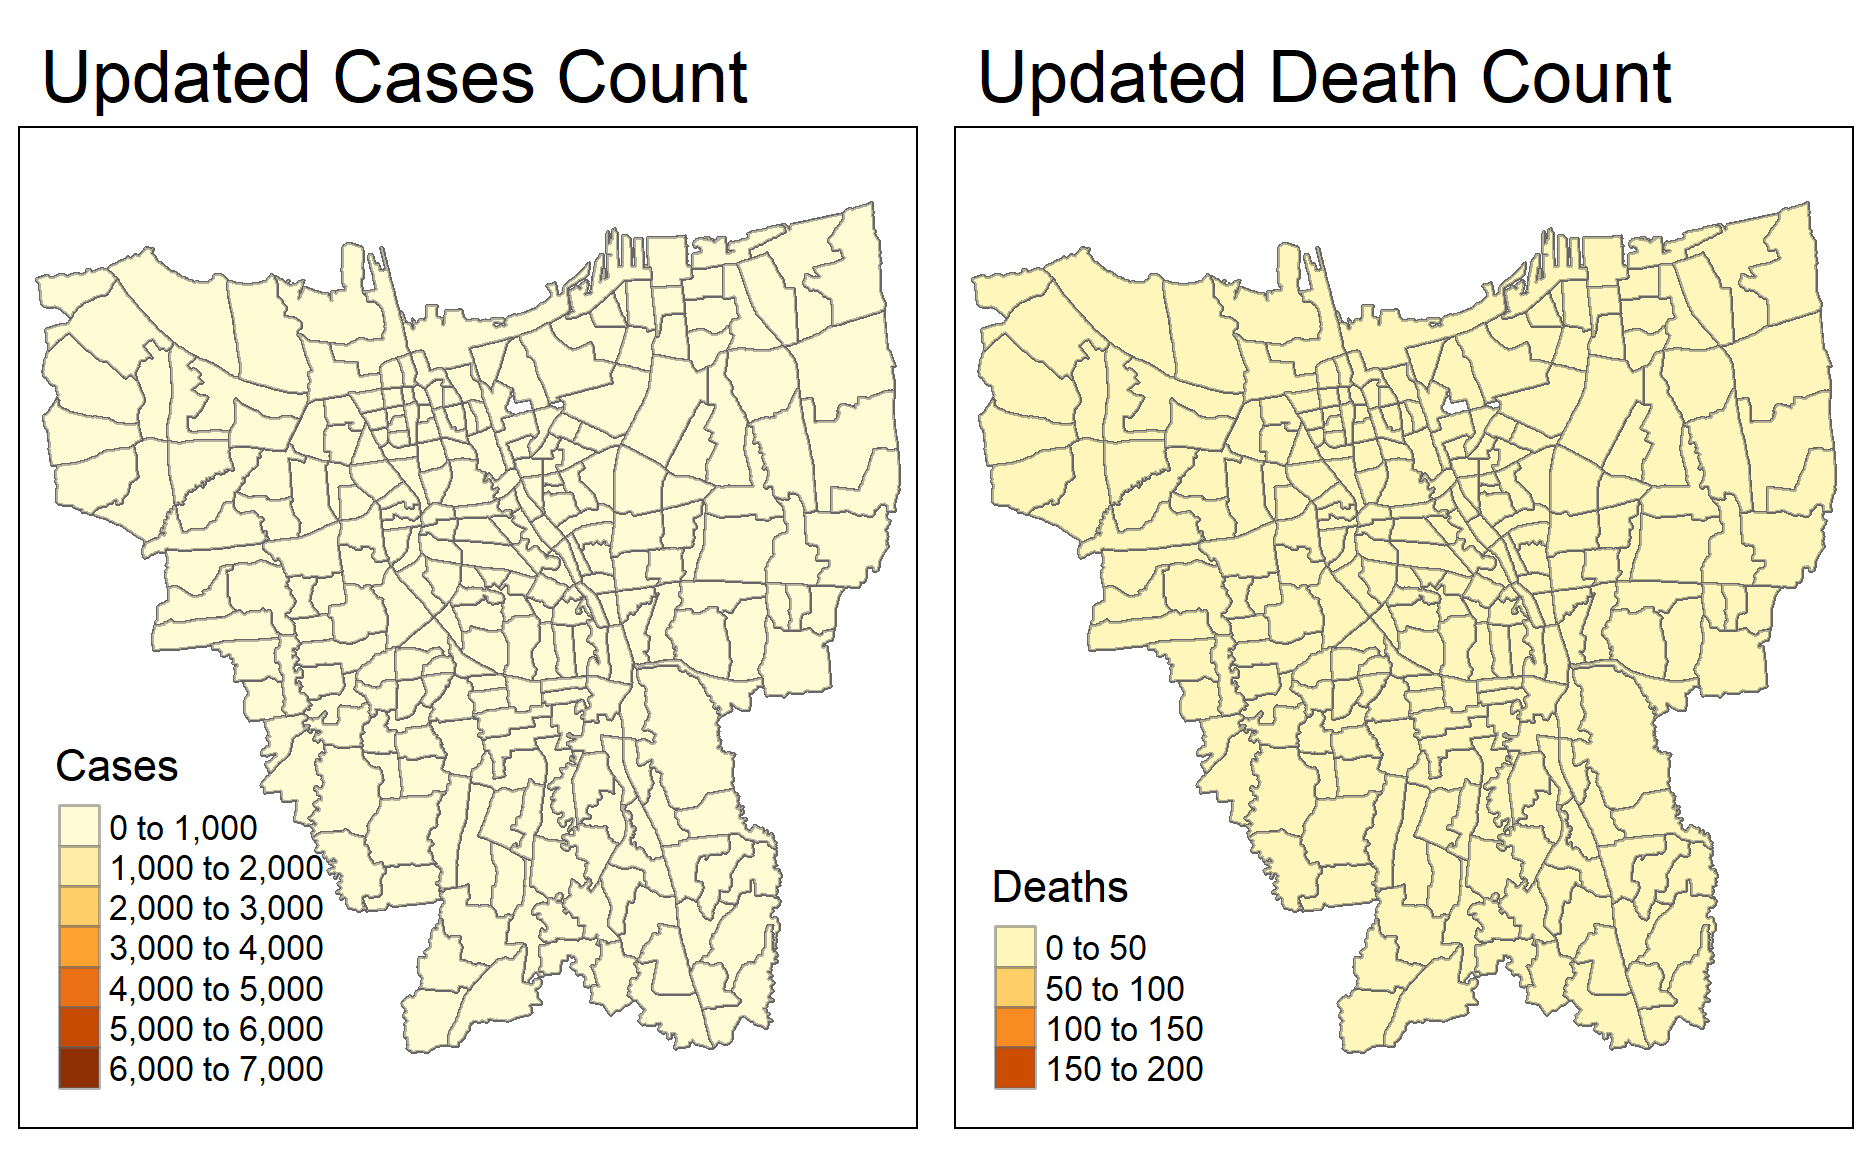 Updated Cases Count
Updated Death Count
Cases
0 to 1,000
1,000 to 2,000
2,000 to 3,000
3,000 to 4,000
4,000 to 5,000
5,000 to 6,000
6,000 to 7,000
Deaths
0 to 50
50 to 100
100 to 150
150 to 200